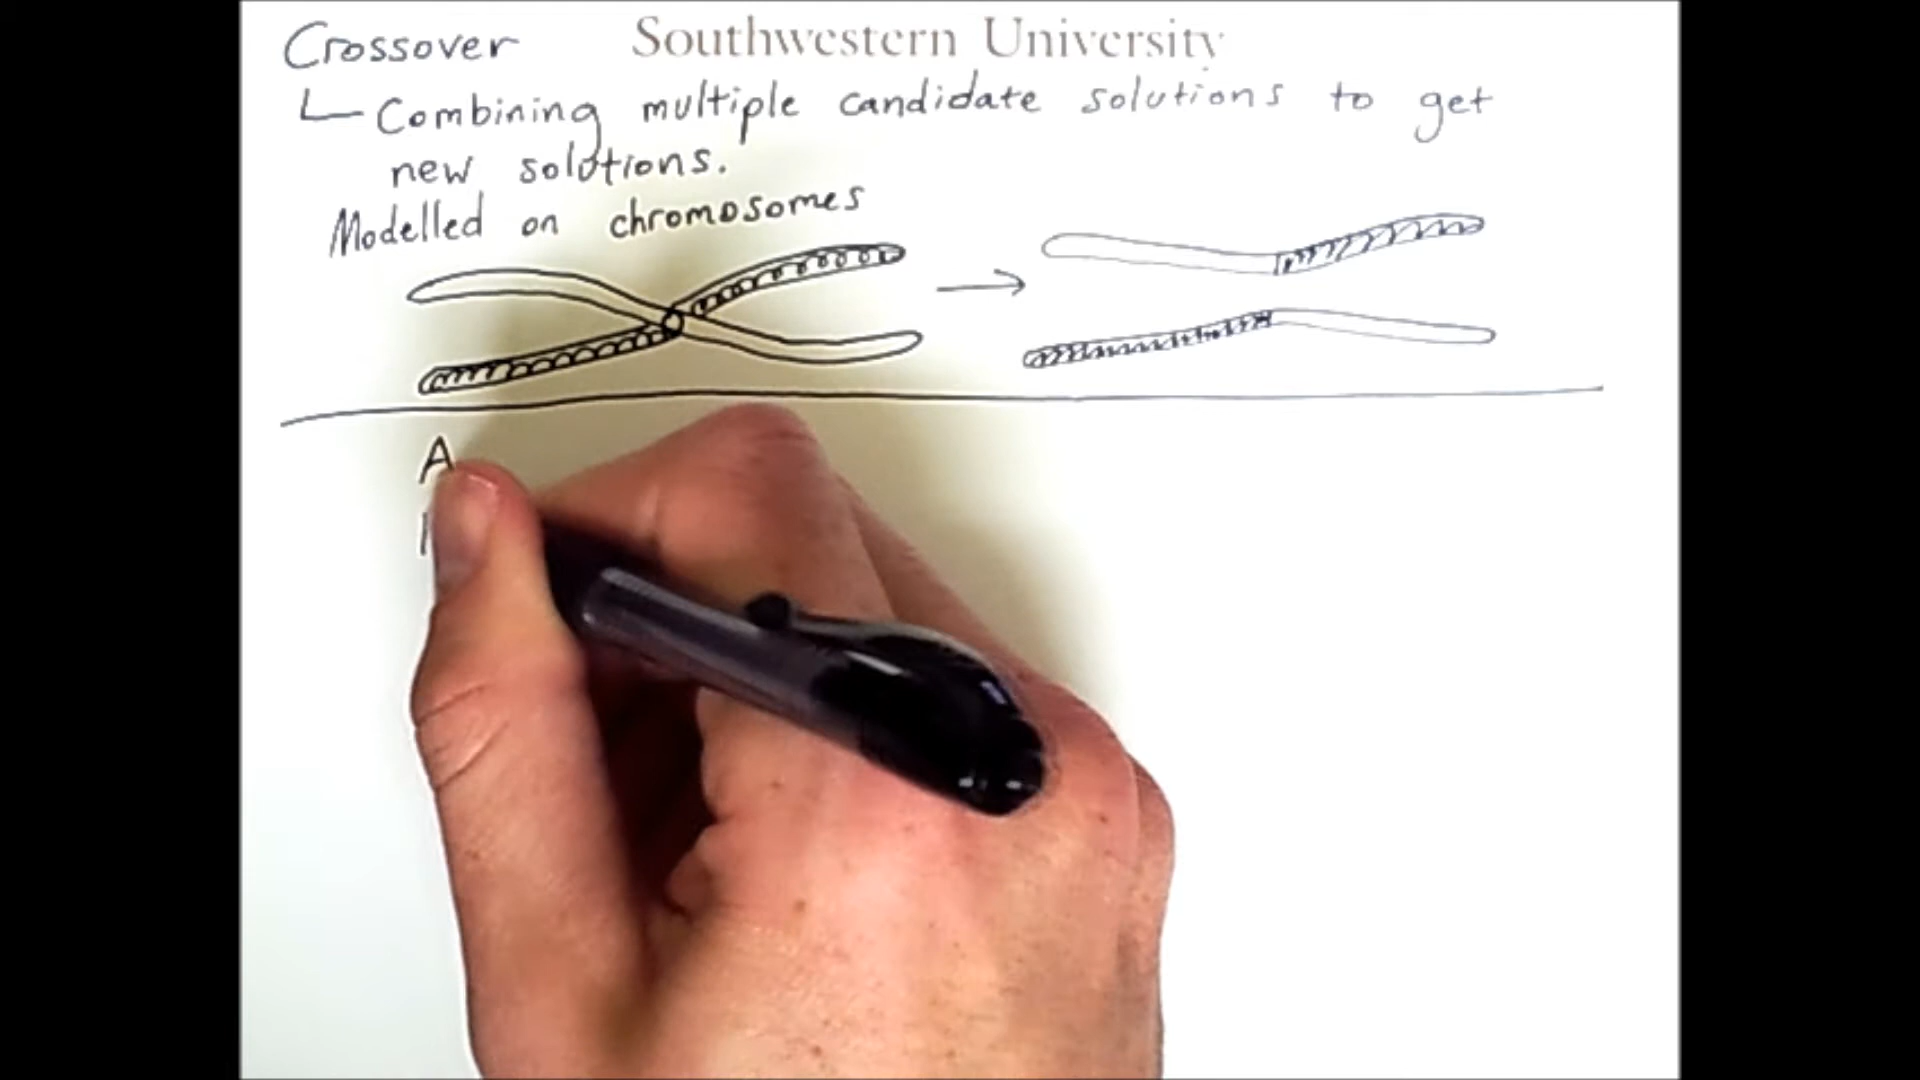 Crossover Southwestern University
Combining multiple candidate solutions to get
new solutions.
Modelled on chromosomes
A